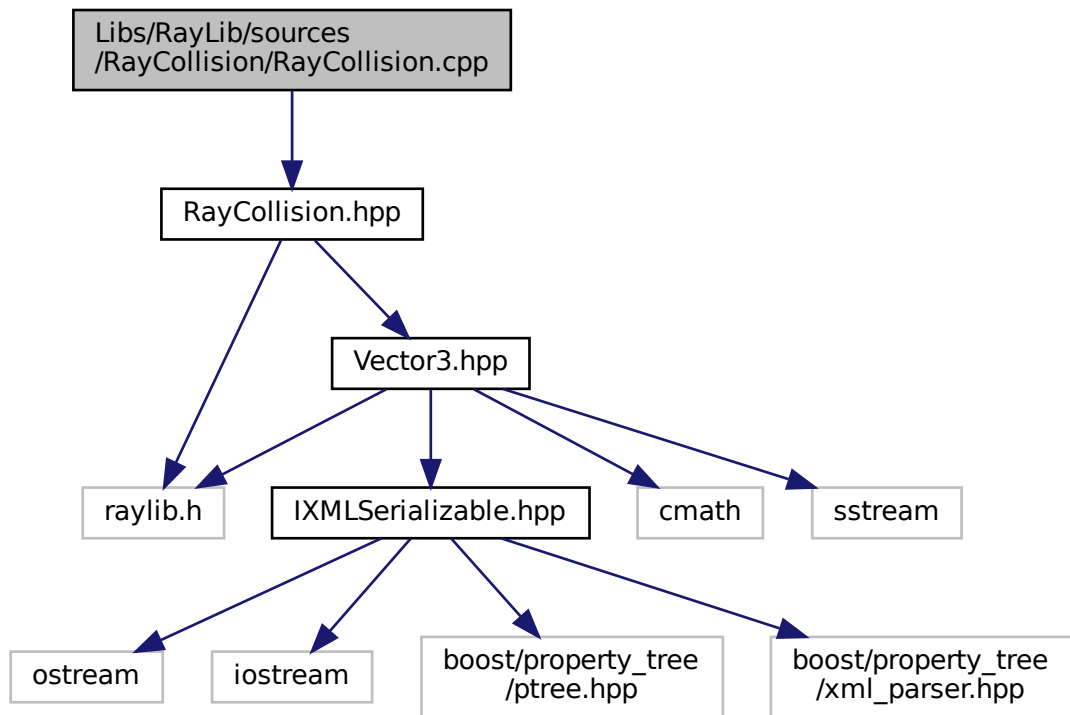 Libs/RayLib/sources
/RayCollision/RayCollision.cpp
RayCollision.hpp
Vector3.hpp
raylib.h
IXMLSerializable.hpp
cmath
sstream
ostream
iostream
boost/property_tree
/ptree.hpp
boost/property_tree
/xml_parser.hpp